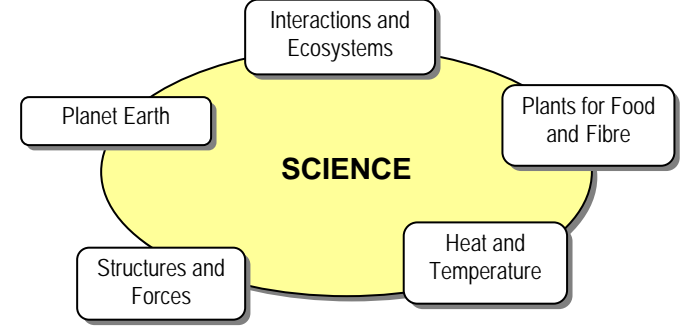 Interactions and
Ecosystems
Planet Earth
Plants for Food
and Fibre
SCIENCE
Structures and
Forces
Heat and
Temperature